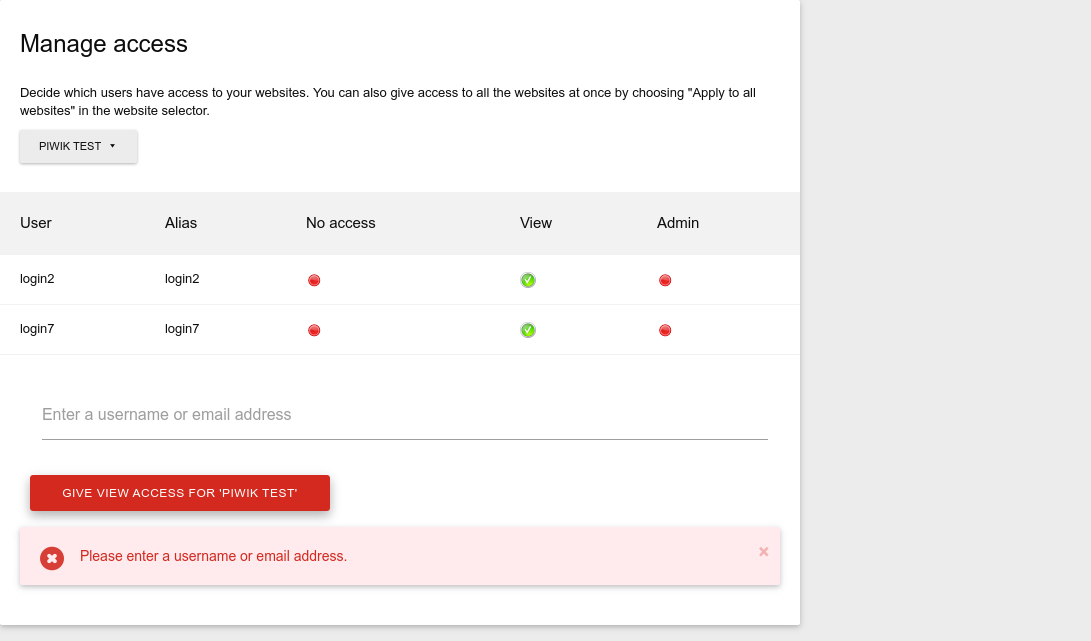 Manage access
Decide which users have access to your websites. You can also give access to all the websites at once by choosing "Apply to all
websites" in the website selector.
PIWIK TEST
User Alias No access View Admin
login2 login2
login7 login7
Enter a username or email address
GIVE VIEW ACCESS FOR 'PIWIK TEST'
Please enter a username or email address.